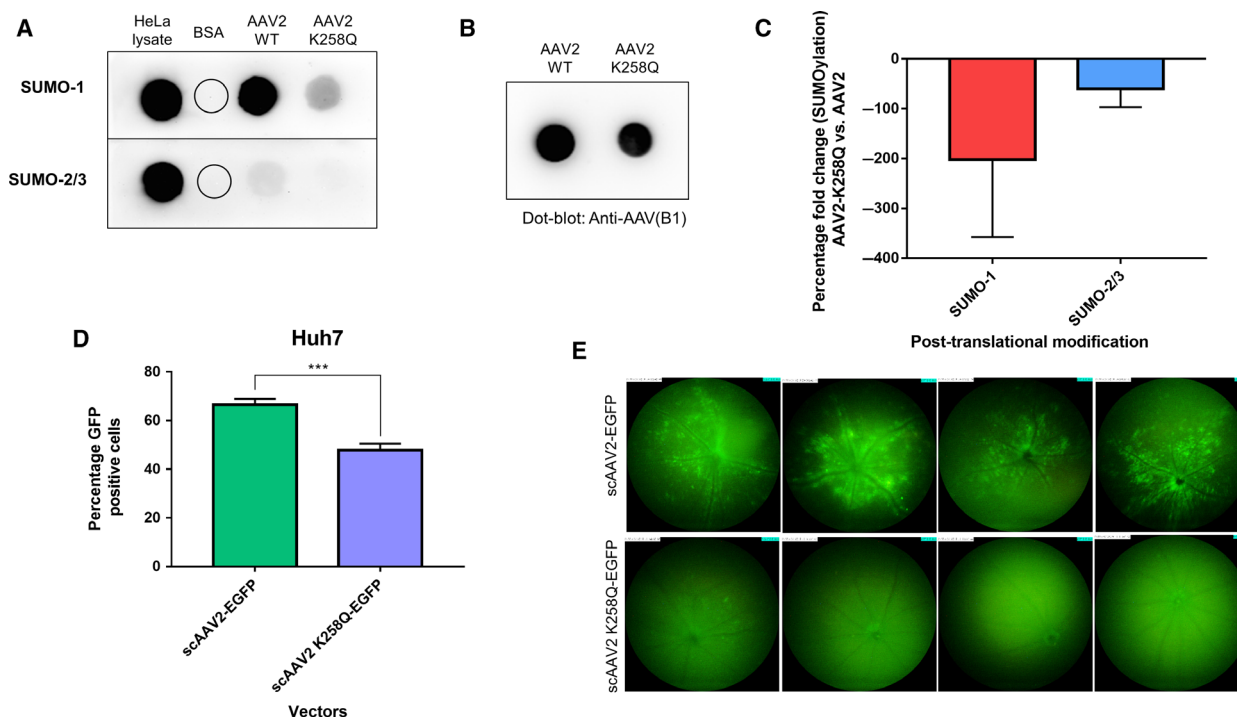 A
HeLa lysate
BSA
AAV2 WT
AAV2 K258Q
SUMO-1
SUMO-2/3
B
AAV2 WT
AAV2 K258Q
Dot-blot: Anti-AAV(B1)
C
Percentage fold change (SUMOylation)
AAV2-K258Q vs. AAV2
0
–100
–200
–300
–400
SUMO-1
SUMO-2/3
Post-translational modification
D
Huh7
***
Percentage GFP
positive cells
80
60
40
20
0
scAAV2-EGFP
scAAV2 K258Q-EGFP
Vectors
E
scAAV2-EGFP
scAAV2 K258Q-EGFP